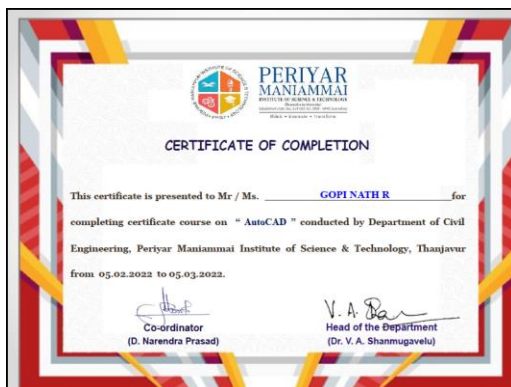 PERIYAR
MANIAMMAI
INSTITUTE OF SCIENCE & TECHNOLOGY
CERTIFICATE OF COMPLETION
This certificate is presented to Mr / Ms. GOPI NATH R for
completing certificate course on “ AutoCAD ” conducted by Department of Civil
Engineering, Periyar Maniammai Institute of Science & Technology, Thanjavur
from 05.02.2022 to 05.03.2022.
V. A.
Co-ordinator
Head of the Department
(D. Narendra Prasad)
(Dr. V. A. Shanmugavelu)